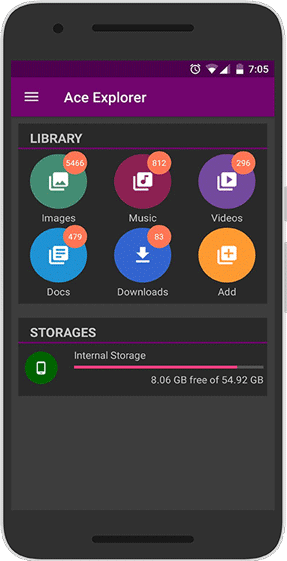 7:05
Ace Explorer
LIBRARY
5466
812
296
Images
Music
Videos
479
83
Docs
Downloads
Add
STORAGES
Internal Storage
8.06 GB free of 54.92 GB